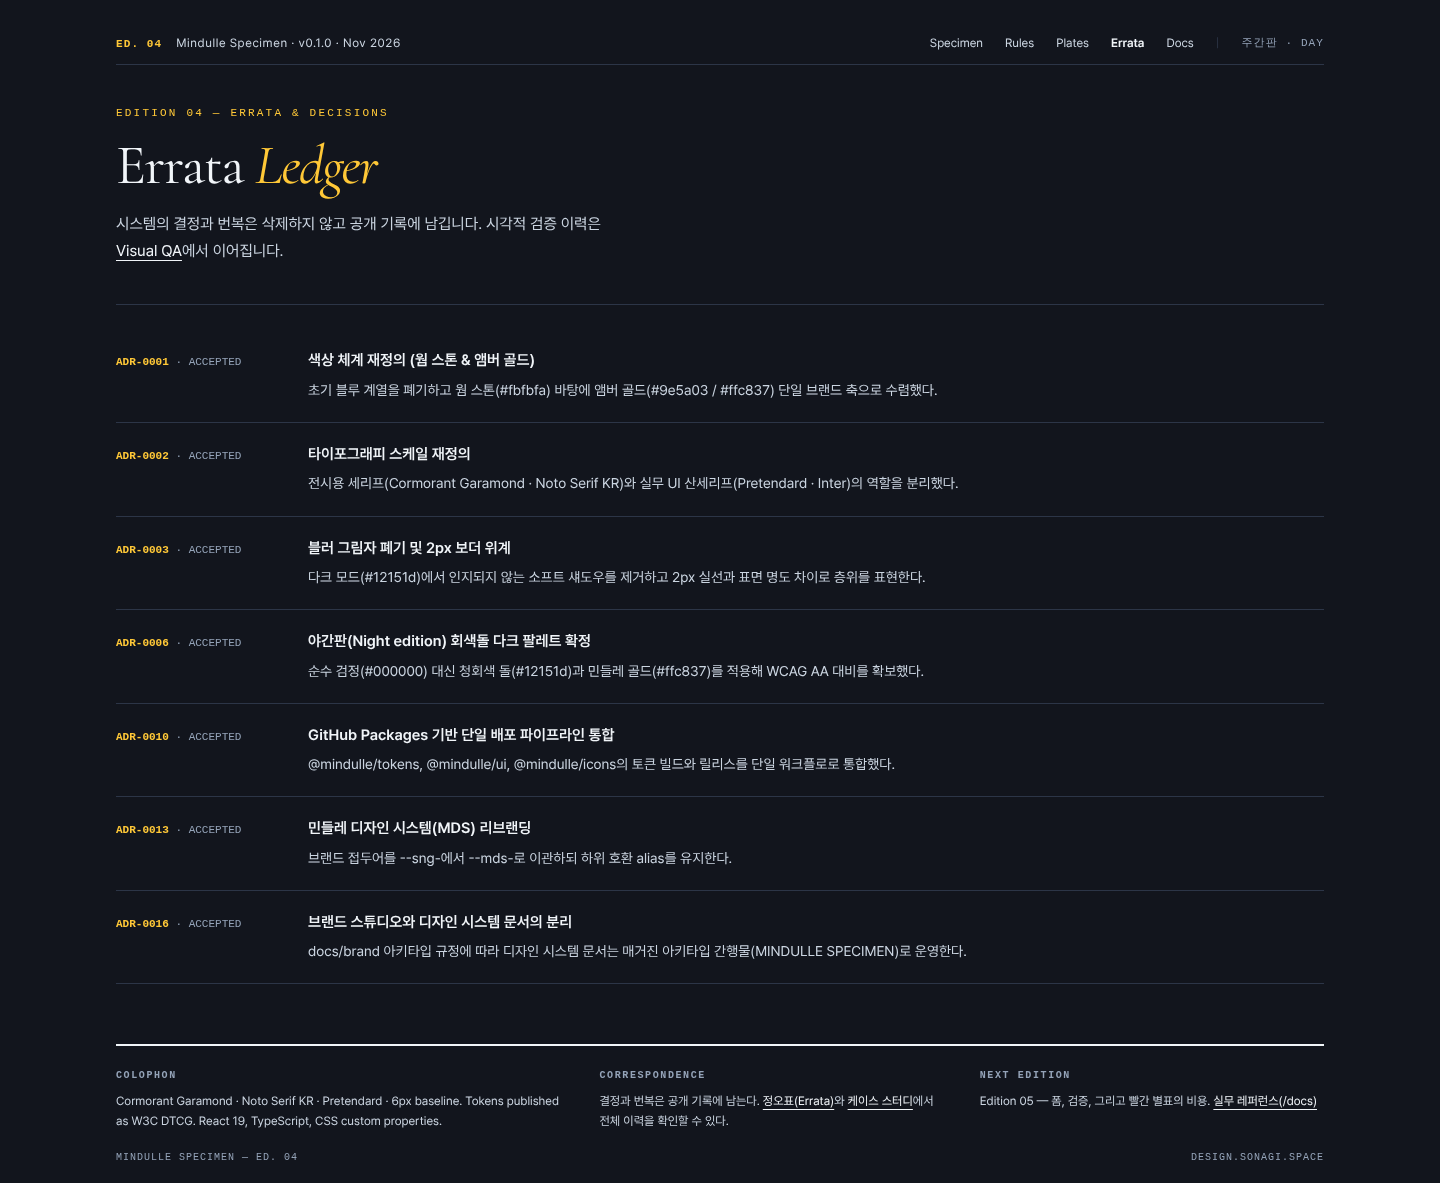 ED. 04 Mindulle Specimen · v0.1.0 · Nov 2026
Specimen Rules Plates Errata Docs 주간판 · DAY
EDITION 04 — ERRATA & DECISIONS
Errata Ledger
시스템의 결정과 번복은 삭제하지 않고 공개 기록에 남깁니다. 시각적 검증 이력은
Visual QA에서 이어집니다.
ADR-0001 · ACCEPTED
색상 체계 재정의 (웜 스톤 & 앰버 골드)
초기 블루 계열을 폐기하고 웜 스톤(#fbfbfa) 바탕에 앰버 골드(#9e5a03 / #ffc837) 단일 브랜드 축으로 수렴했다.
ADR-0002 · ACCEPTED
타이포그래피 스케일 재정의
전시용 세리프(Cormorant Garamond · Noto Serif KR)와 실무 UI 산세리프(Pretendard · Inter)의 역할을 분리했다.
ADR-0003 · ACCEPTED
블러 그림자 폐기 및 2px 보더 위계
다크 모드(#12151d)에서 인지되지 않는 소프트 섀도우를 제거하고 2px 실선과 표면 명도 차이로 층위를 표현한다.
ADR-0006 · ACCEPTED
야간판(Night edition) 회색돌 다크 팔레트 확정
순수 검정(#000000) 대신 청회색 돌(#12151d)과 민들레 골드(#ffc837)를 적용해 WCAG AA 대비를 확보했다.
ADR-0010 · ACCEPTED
GitHub Packages 기반 단일 배포 파이프라인 통합
@mindulle/tokens, @mindulle/ui, @mindulle/icons의 토큰 빌드와 릴리스를 단일 워크플로로 통합했다.
ADR-0013 · ACCEPTED
민들레 디자인 시스템(MDS) 리브랜딩
브랜드 접두어를 --sng-에서 --mds-로 이관하되 하위 호환 alias를 유지한다.
ADR-0016 · ACCEPTED
브랜드 스튜디오와 디자인 시스템 문서의 분리
docs/brand 아키타입 규정에 따라 디자인 시스템 문서는 매거진 아키타입 간행물(MINDULLE SPECIMEN)로 운영한다.
COLOPHON
Cormorant Garamond · Noto Serif KR · Pretendard · 6px baseline. Tokens published
as W3C DTCG. React 19, TypeScript, CSS custom properties.
CORRESPONDENCE
결정과 번복은 공개 기록에 남는다. 정오표(Errata)와 케이스 스터디에서
전체 이력을 확인할 수 있다.
NEXT EDITION
Edition 05 — 폼, 검증, 그리고 빨간 별표의 비용. 실무 레퍼런스(/docs)
MINDULLE SPECIMEN — ED. 04
DESIGN.SONAGI.SPACE